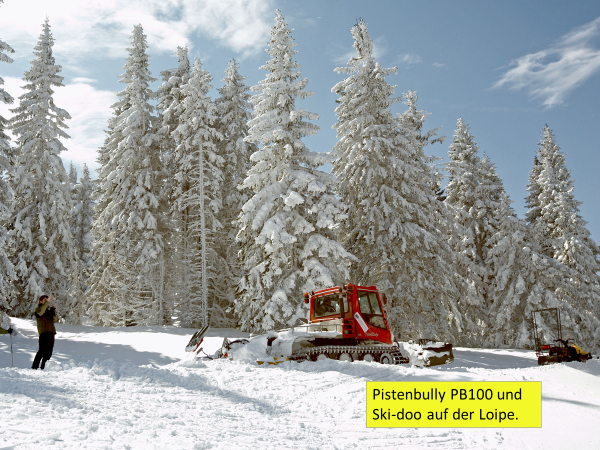 Pistenbully PB100 und
Ski-doo auf der Loipe.